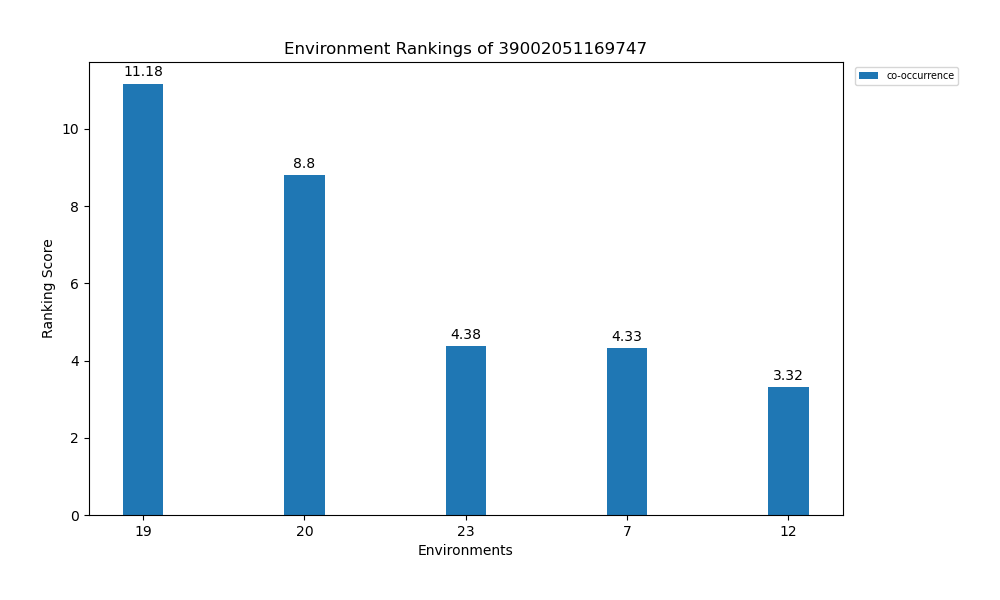 Environment Rankings of 39002051169747
co-occurrence
11.18
8.8
4.38
4.33
3.32
Ranking Score
10
8
6
4
2
0
19 20 23 7 12
Environments